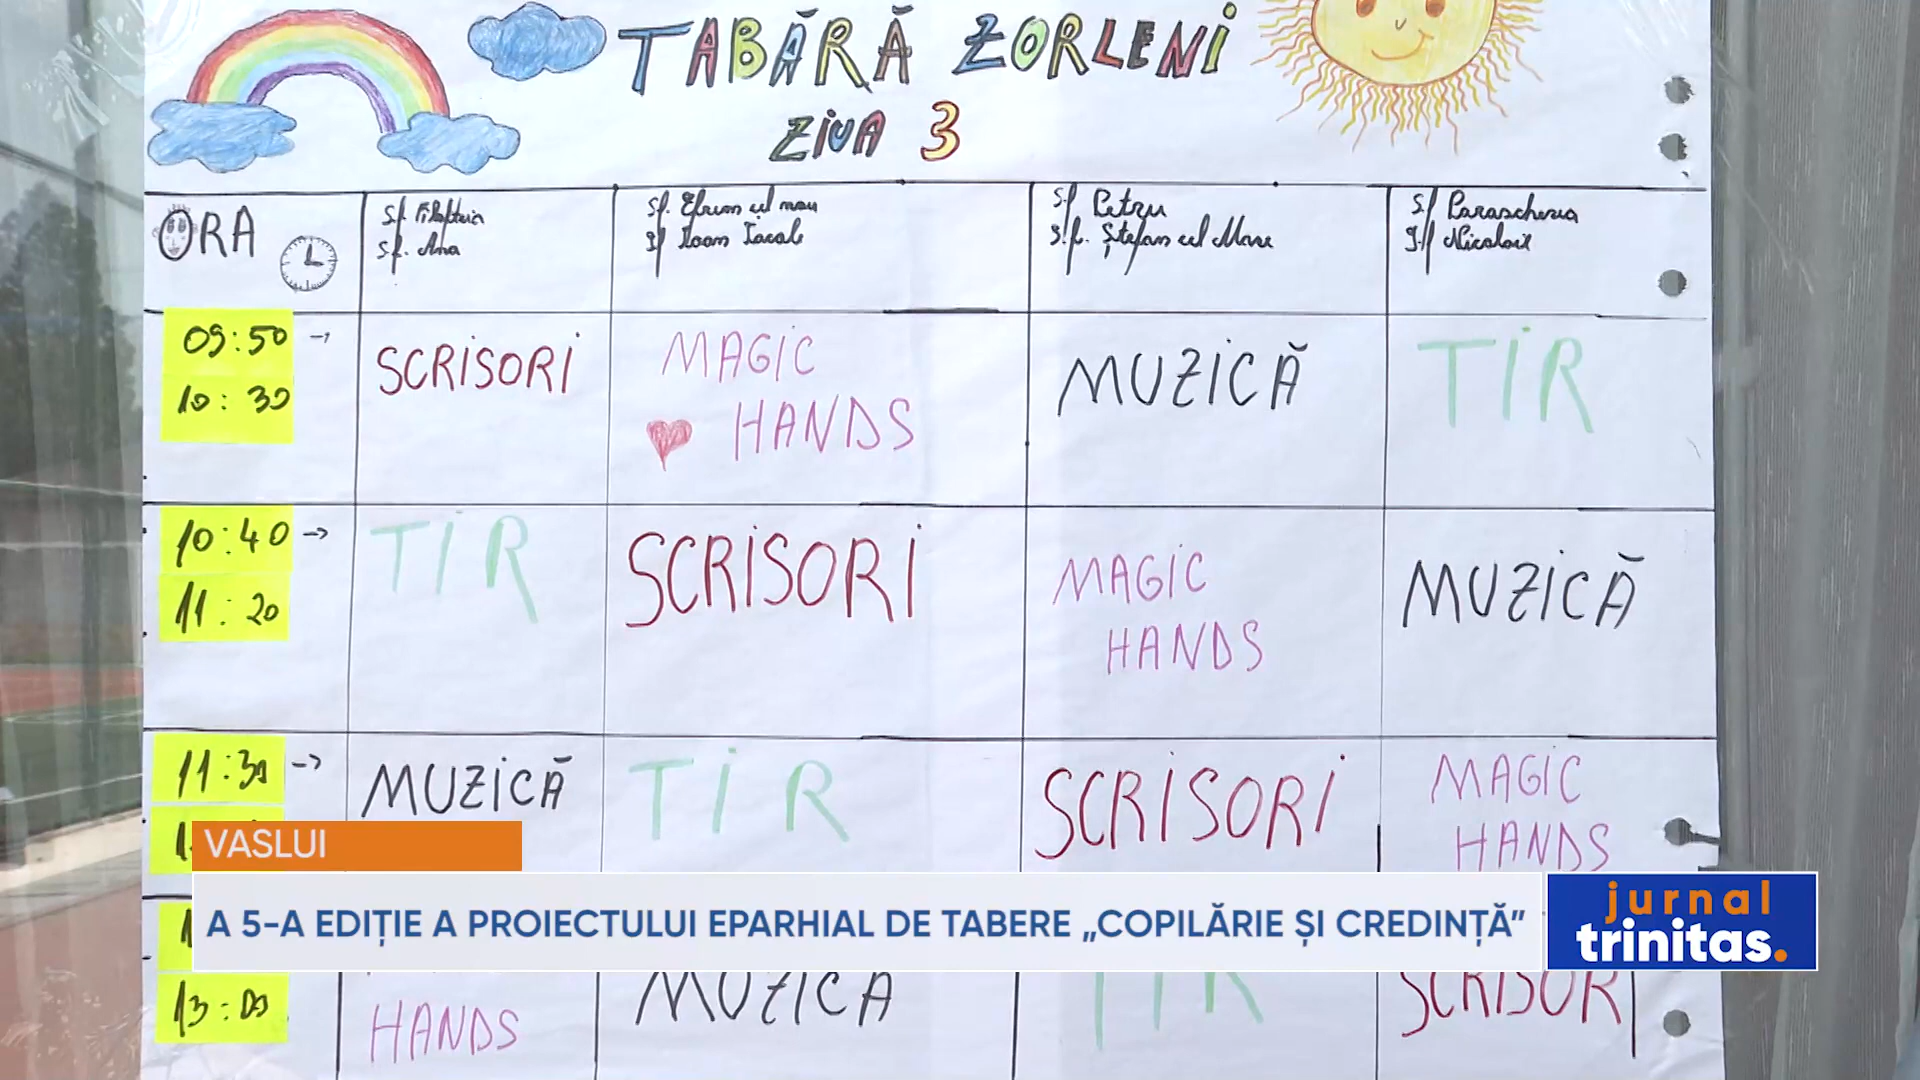 TABĂRĂ ZORLENI
ZIUA 3
ORA
Sf. Filofteia
Sf. Ana
Sf. Efrem cel nou
Sf Ioan Iacob
Sf Petru
Sf. Ștefan cel Mare
Sf Parascheva
Sf Nicolae
09:50 →
10:30
SCRISORI
MAGIC
HANDS
MUZICĂ
TIR
10:40 →
11:20
TIR
SCRISORI
MAGIC
HANDS
MUZICĂ
11:30 →
MUZICĂ
TIR
SCRISORI
MAGIC
HANDS
VASLUI
A 5-A EDIȚIE A PROIECTULUI EPARHIAL DE TABERE „COPILĂRIE ȘI CREDINȚĂ”
jurnal
trinitas.
13:00
HANDS
MUZICA
TIR
SCRISORI